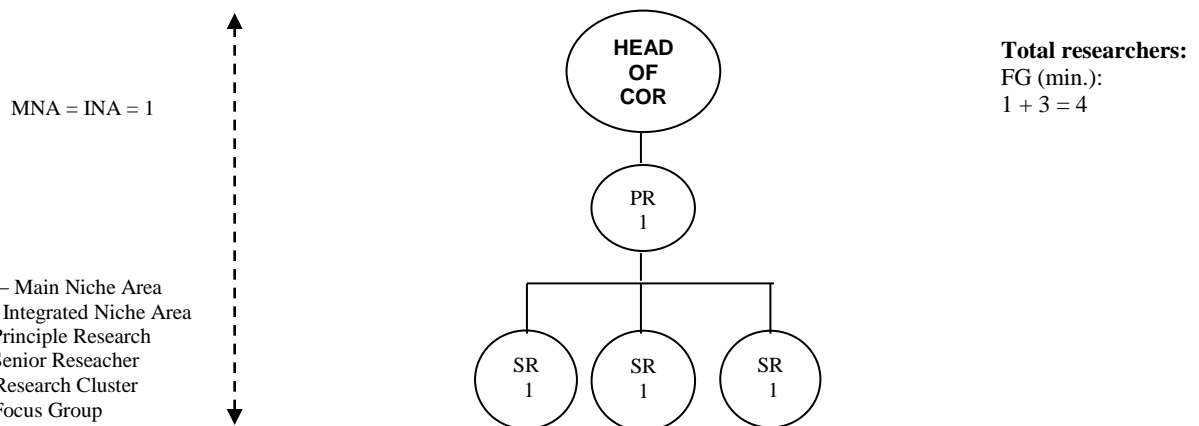 HEAD
OF
COR
Total researchers:
FG (min.):
1 + 3 = 4
MNA = INA = 1
PR
1
– Main Niche Area
Integrated Niche Area
Principle Research
Senior Reseacher
Research Cluster
Focus Group
SR
1
SR
1
SR
1